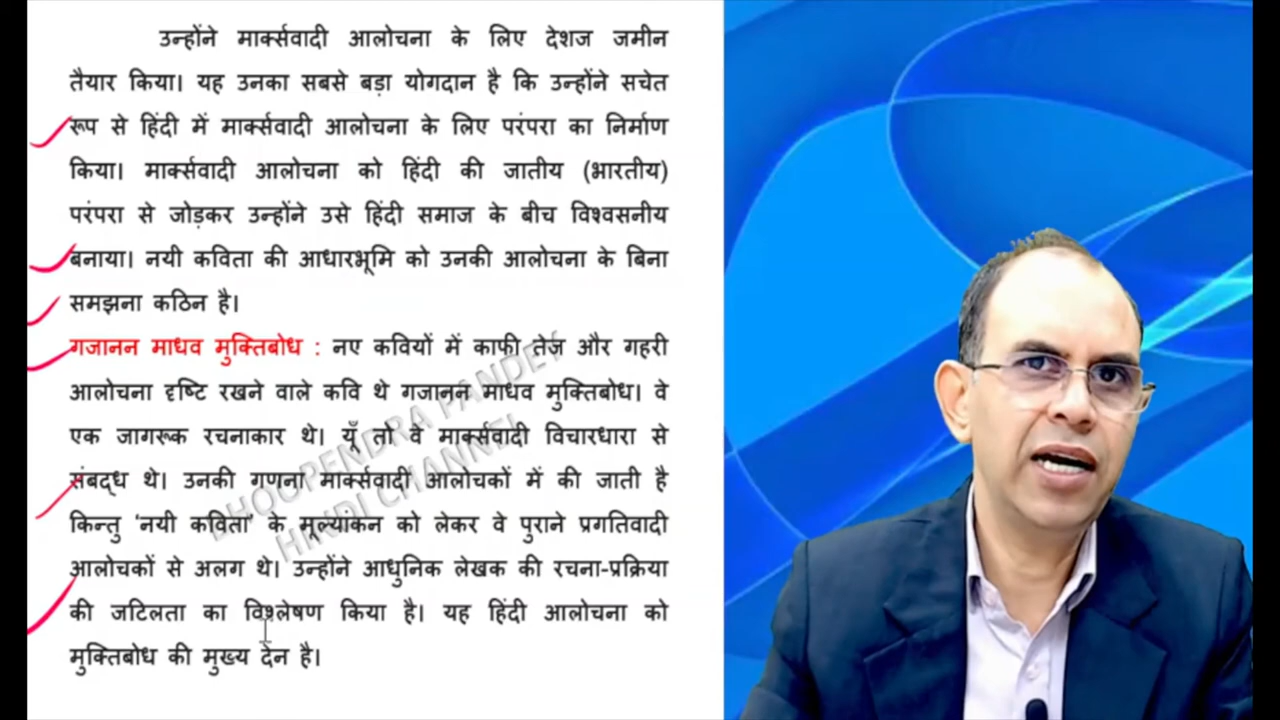 उन्होंने मार्क्सवादी आलोचना के लिए देशज जमीन
तैयार किया। यह उनका सबसे बड़ा योगदान है कि उन्होंने सचेत
रूप से हिंदी में मार्क्सवादी आलोचना के लिए परंपरा का निर्माण
किया। मार्क्सवादी आलोचना को हिंदी की जातीय (भारतीय)
परंपरा से जोड़कर उन्होंने उसे हिंदी समाज के बीच विश्वसनीय
बनाया। नयी कविता की आधारभूमि को उनकी आलोचना के बिना
समझना कठिन है।
गजानन माधव मुक्तिबोध : नए कवियों में काफी तेज और गहरी
आलोचना दृष्टि रखने वाले कवि थे गजानन माधव मुक्तिबोध। वे
एक जागरूक रचनाकार थे। यूँ तो वे मार्क्सवादी विचारधारा से
संबद्ध थे। उनकी गणना मार्क्सवादी आलोचकों में की जाती है
किन्तु 'नयी कविता' के मूल्यांकन को लेकर वे पुराने प्रगतिवादी
आलोचकों से अलग थे। उन्होंने आधुनिक लेखक की रचना-प्रक्रिया
की जटिलता का विश्लेषण किया है। यह हिंदी आलोचना को
मुक्तिबोध की मुख्य देन है।
BHOOPENDRA PANDEY
HINDI CHANNEL